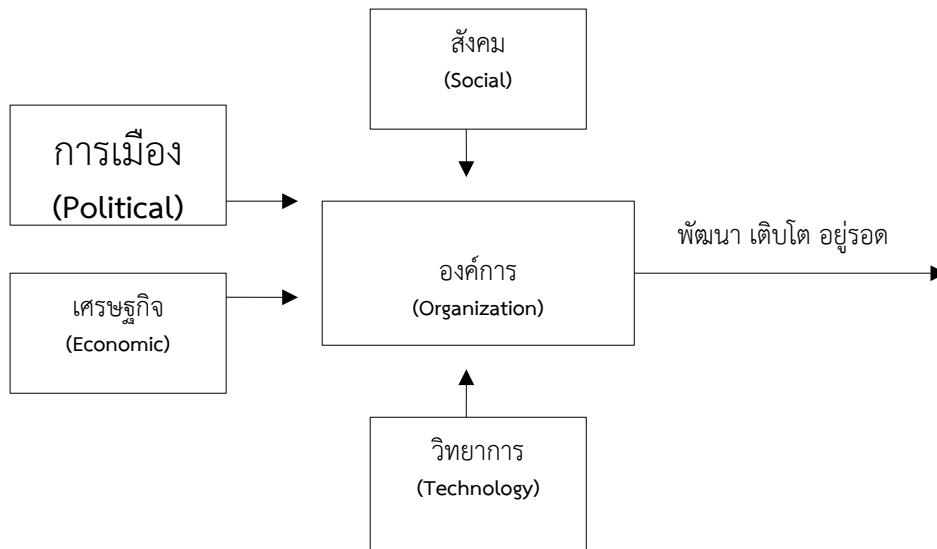 สังคม
(Social)
การเมือง
(Political)
พัฒนา เติบโต อยู่รอด
องค์การ
(Organization)
เศรษฐกิจ
(Economic)
วิทยาการ
(Technology)